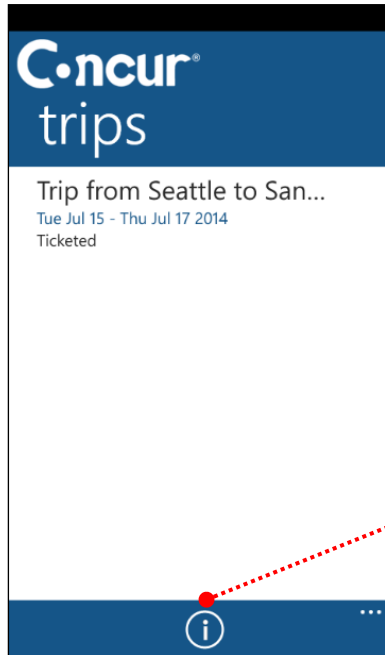 Concur®
trips
Trip from Seattle to San...
Tue Jul 15 - Thu Jul 17 2014
Ticketed
i
...